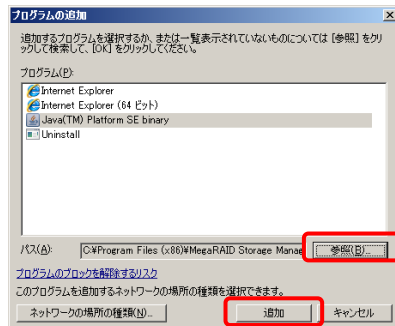 プログラムの追加
追加するプログラムを選択するか、または一覧表示されていないものについては [参照] をクリ
ックして検索して、[OK] をクリックしてください。
プログラム(P):
Internet Explorer
Internet Explorer (64 ビット)
Java(TM) Platform SE binary
Uninstall
パス(A):
C:¥Program Files (x86)¥MegaRAID Storage Manag
参照(B)...
プログラムのブロックを解除するリスク
このプログラムを追加するネットワークの場所の種類を選択できます。
ネットワークの場所の種類(N)...
追加
キャンセル